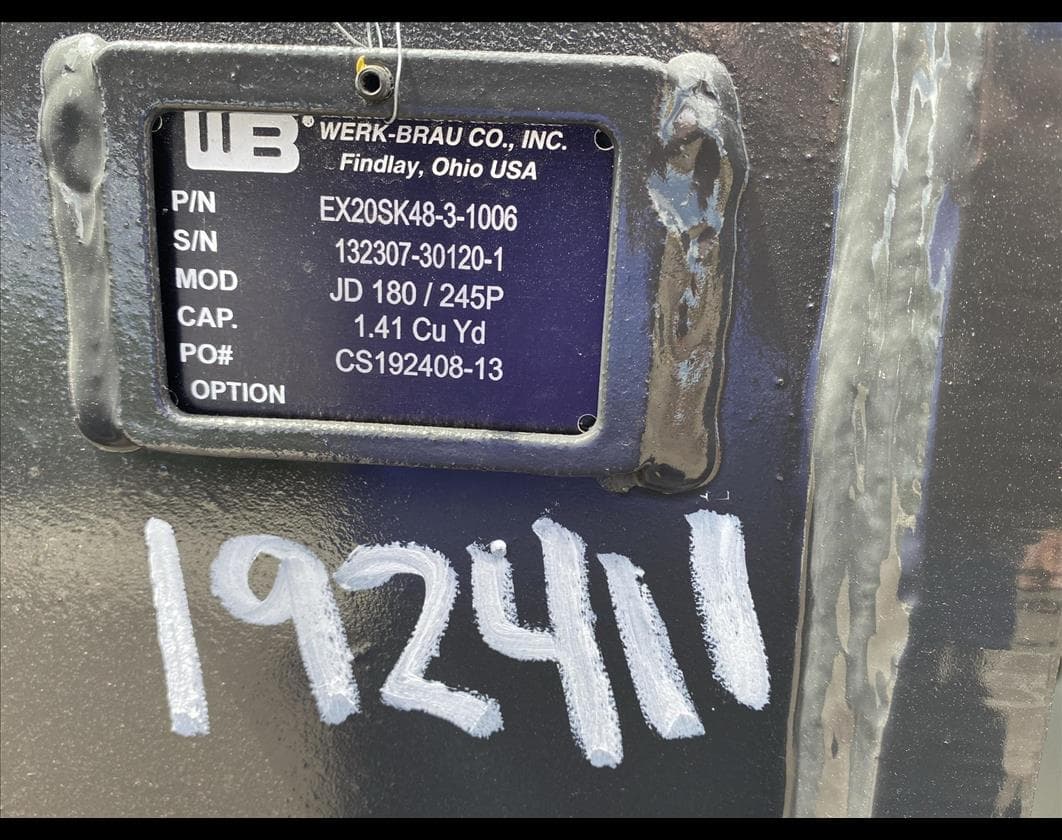 WB® WERK-BRAU CO., INC.
Findlay, Ohio USA
P/N EX20SK48-3-1006
S/N 132307-30120-1
MOD JD 180 / 245P
CAP. 1.41 Cu Yd
PO# CS192408-13
OPTION
192411